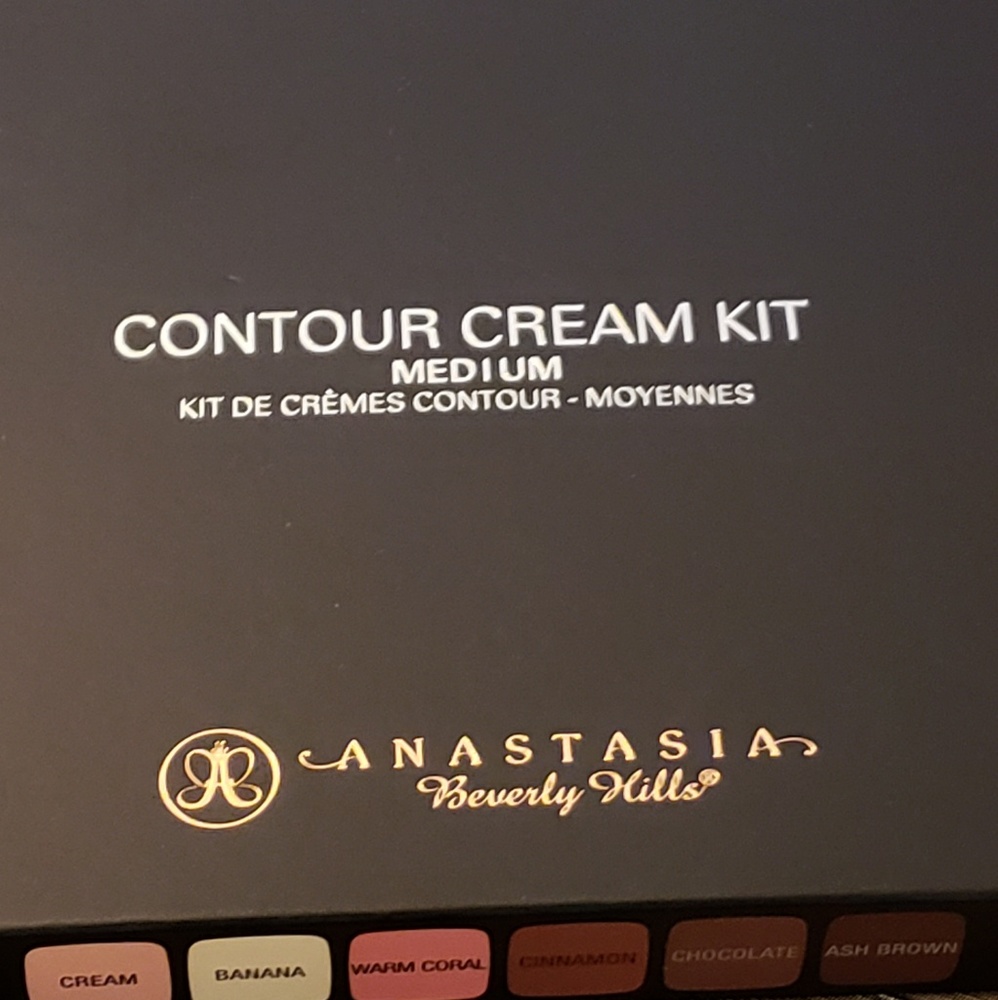 CONTOUR CREAM KIT
MEDIUM
KIT DE CRÈMES CONTOUR - MOYENNES
ANASTASIA
Beverly Hills®
CREAM BANANA WARM CORAL CINNAMON CHOCOLATE ASH BROWN